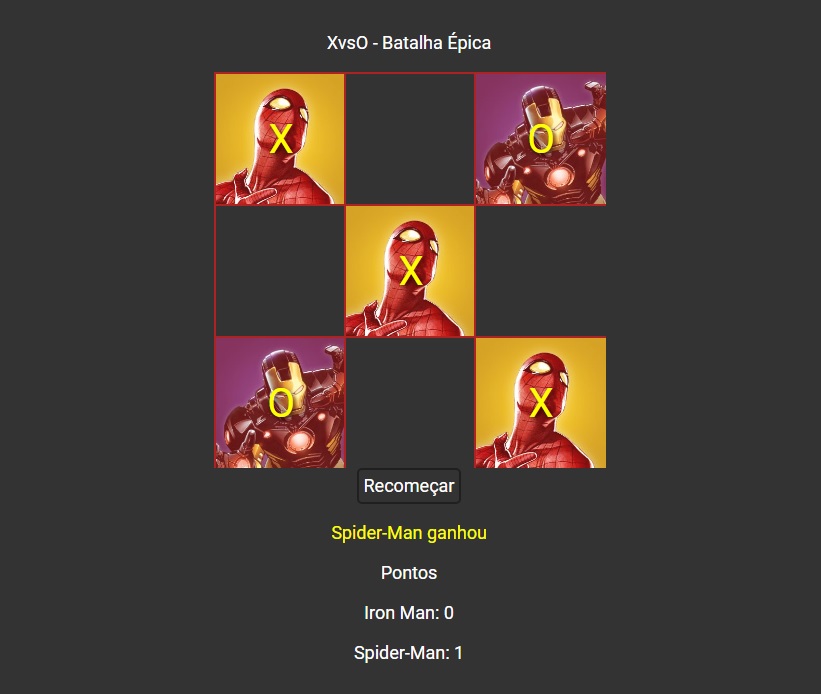 XvsO - Batalha Épica
X O
X
O X
Recomeçar
Spider-Man ganhou
Pontos
Iron Man: 0
Spider-Man: 1